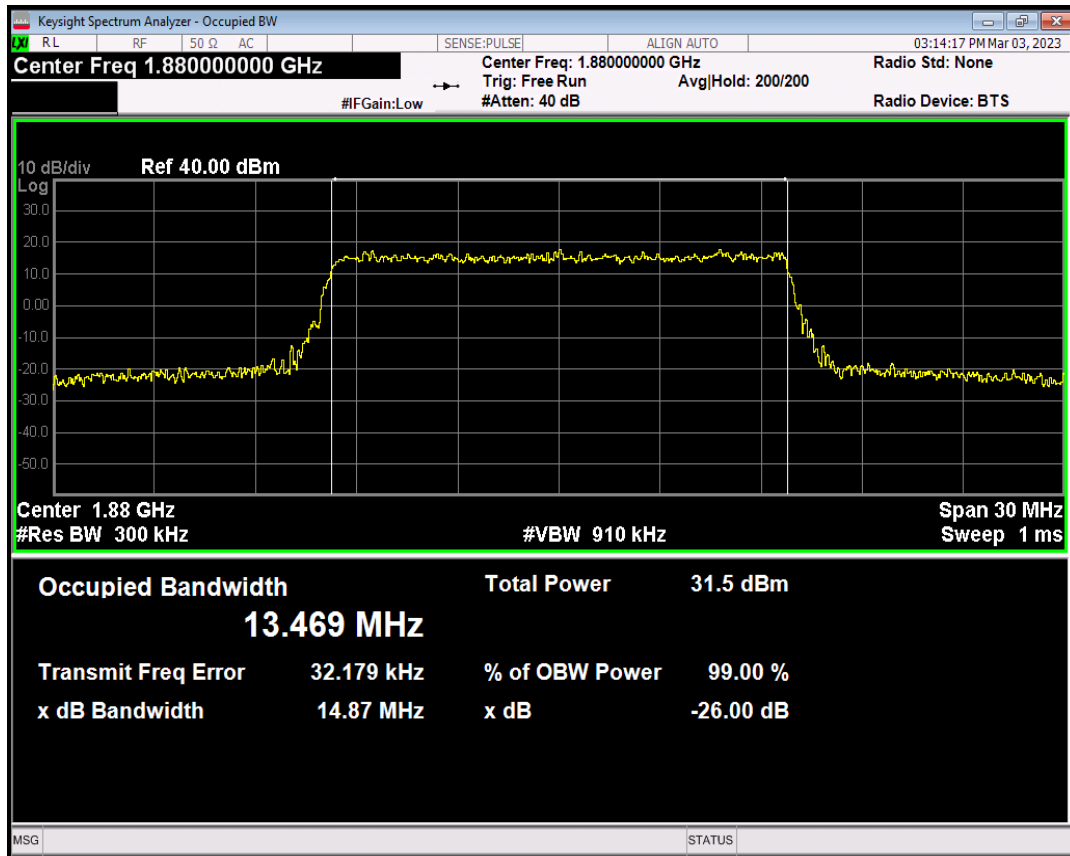 Keysight Spectrum Analyzer - Occupied BW
LXI RL RF 50 Ω AC SENSE:PULSE ALIGN AUTO 03:14:17 PM Mar 03, 2023
Center Freq 1.880000000 GHz Center Freq: 1.880000000 GHz Radio Std: None
Trig: Free Run Avg|Hold: 200/200
#IFGain:Low #Atten: 40 dB Radio Device: BTS
10 dB/div Ref 40.00 dBm
Log
30.0
20.0
10.0
0.00
-10.0
-20.0
-30.0
-40.0
-50.0
Center 1.88 GHz Span 30 MHz
#Res BW 300 kHz #VBW 910 kHz Sweep 1 ms
Occupied Bandwidth Total Power 31.5 dBm
13.469 MHz
Transmit Freq Error 32.179 kHz % of OBW Power 99.00 %
x dB Bandwidth 14.87 MHz x dB -26.00 dB
MSG STATUS